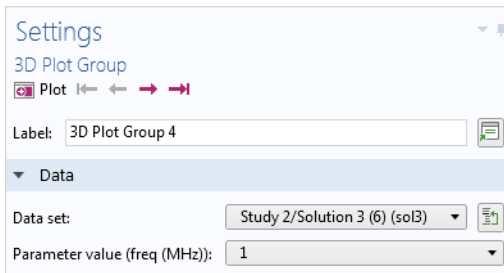 Settings
3D Plot Group
Plot
Label: 3D Plot Group 4
Data
Data set: Study 2/Solution 3 (6) (sol3)
Parameter value (freq (MHz)): 1